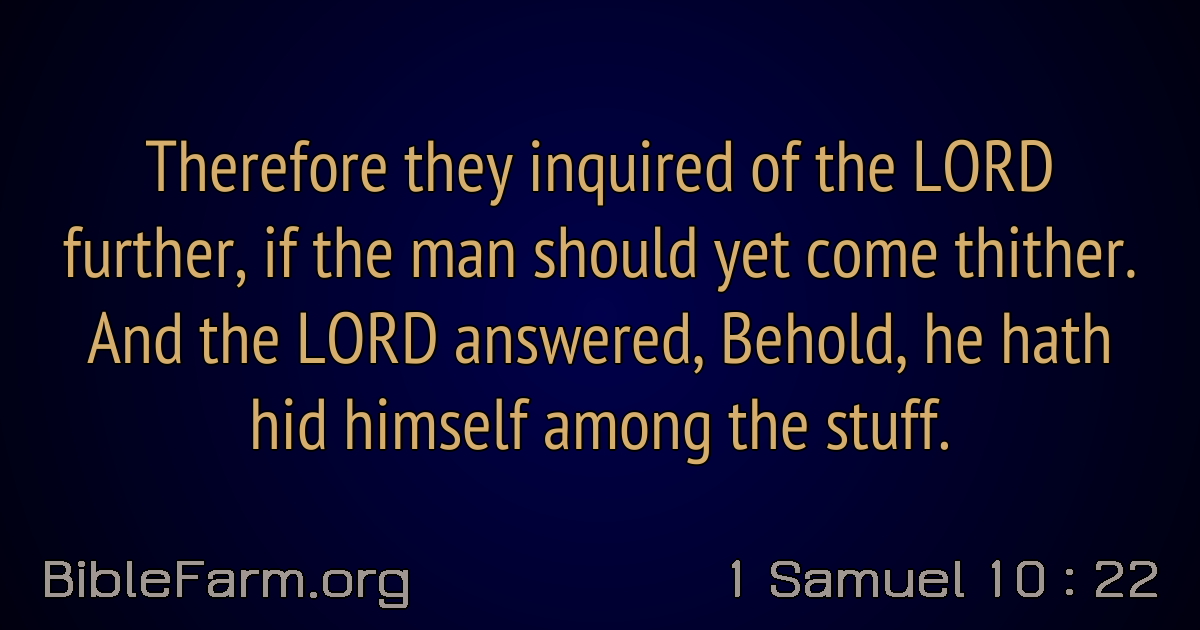 Therefore they inquired of the LORD
further, if the man should yet come thither.
And the LORD answered, Behold, he hath
hid himself among the stuff.
BibleFarm.org
1 Samuel 10 : 22